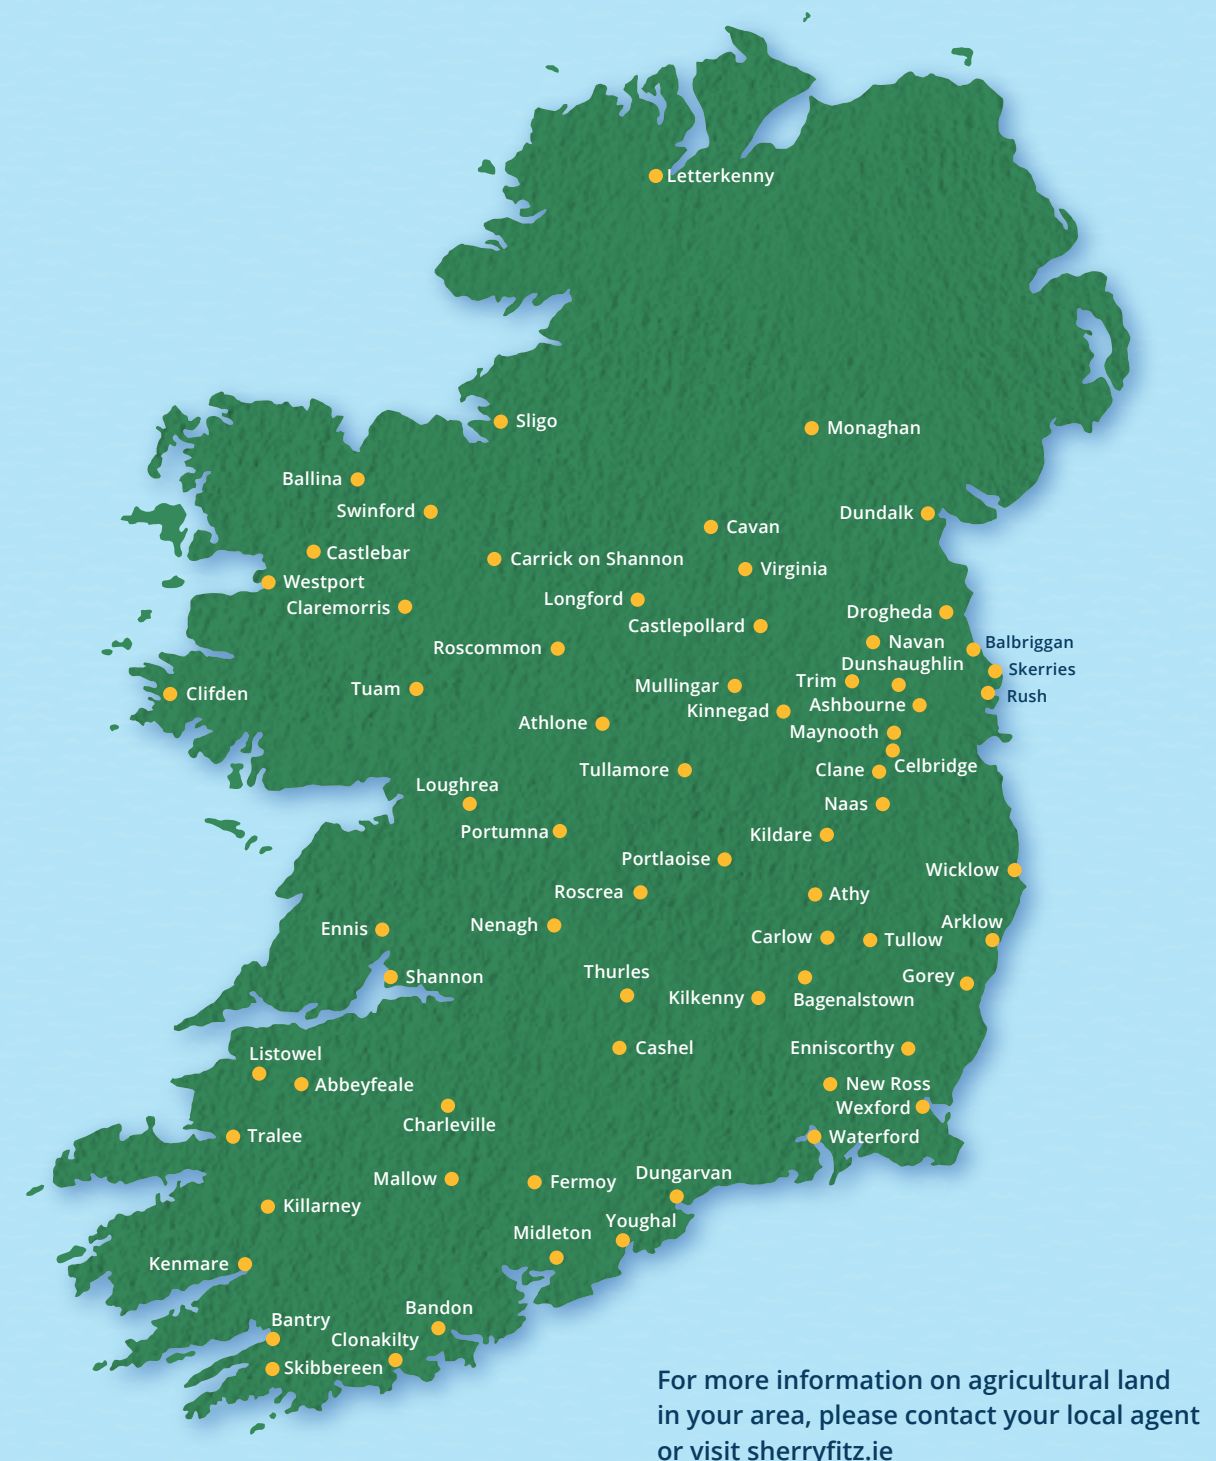 Letterkenny
Sligo
Monaghan
Ballina
Swinford
Dundalk
Cavan
Castlebar
Carrick on Shannon
Virginia
Westport
Longford
Claremorris
Drogheda
Castlepollard
Navan
Balbriggan
Roscommon
Dunshaughlin
Skerries
Trim
Mullingar
Tuam
Clifden
Rush
Ashbourne
Kinnegad
Athlone
Maynooth
Celbridge
Tullamore
Clane
Loughrea
Naas
Portumna
Kildare
Portlaoise
Wicklow
Roscrea
Athy
Arklow
Nenagh
Ennis
Carlow
Tullow
Thurles
Shannon
Gorey
Kilkenny
Bagenalstown
Cashel
Enniscorthy
Listowel
Abbeyfeale
New Ross
Wexford
Charleville
Tralee
Waterford
Dungarvan
Mallow
Fermoy
Killarney
Youghal
Midleton
Kenmare
Bandon
Bantry
Clonakilty
Skibbereen
For more information on agricultural land
in your area, please contact your local agent
or visit sherryfitz.ie